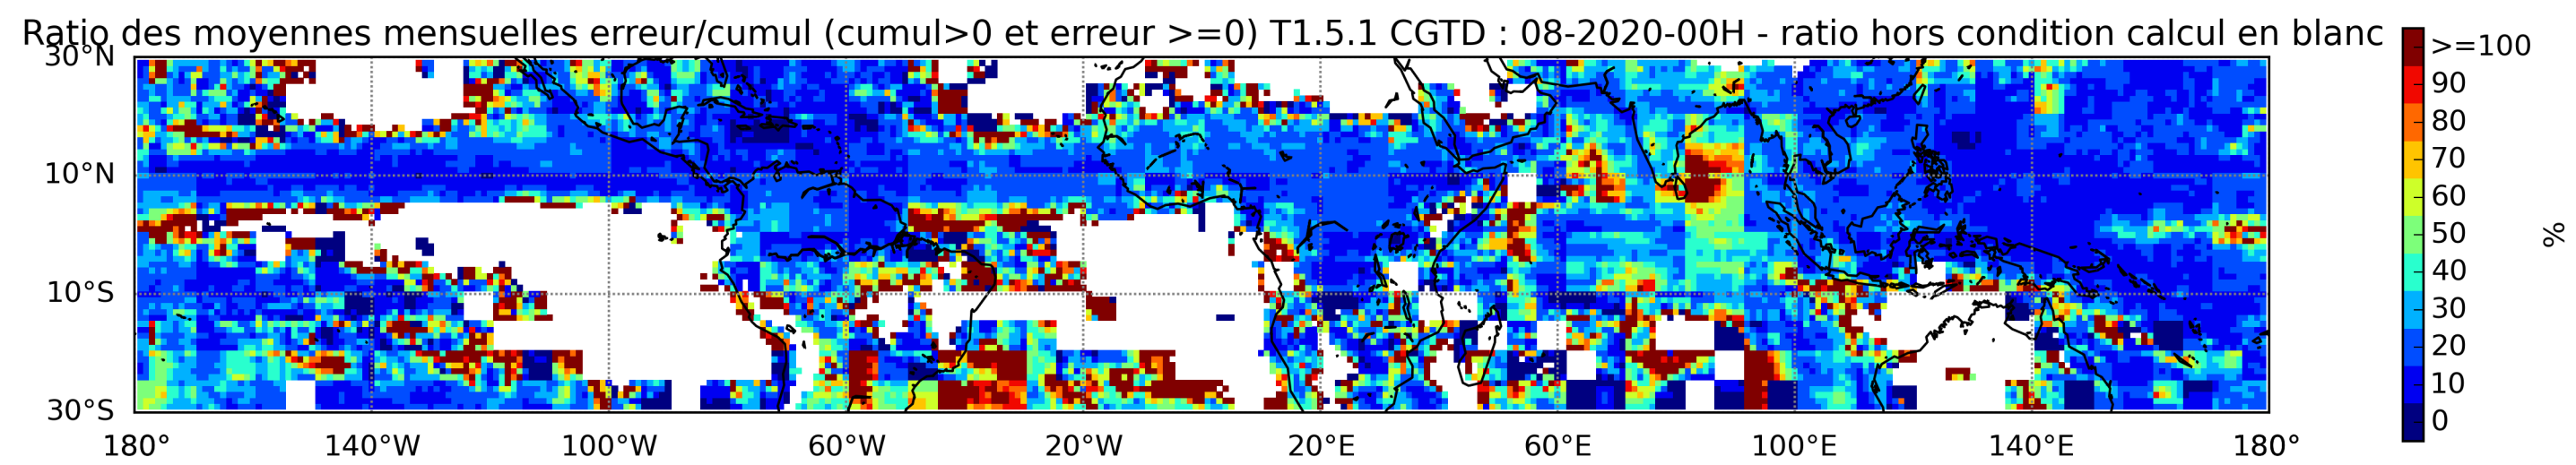 Ratio des moyennes mensuelles erreur/cumul (cumul>0 et erreur >=0) T1.5.1 CGTD : 08-2020-00H - ratio hors condition calcul en blanc
30°N
10°N
10°S
30°S
180°
140°W
100°W
60°W
20°W
20°E
60°E
100°E
140°E
180°
>=100
90
80
70
60
50
40
30
20
10
0
%